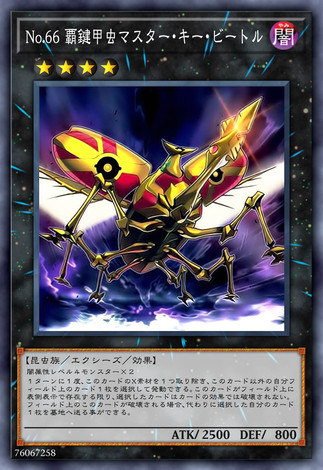 No.66 覇鍵甲虫マスター・キー・ビートル
闇
やみ
【昆虫族/エクシーズ/効果】
闇属性レベル4モンスター×2
1ターンに1度、このカードのX素材を1つ取り除き、このカード以外の自分フ
ィールド上のカード1枚を選択して発動できる。このカードがフィールド上に
表側表示で存在する限り、選択したカードはカードの効果では破壊されない。
フィールド上のこのカードが破壊される場合、代わりに選択した自分のカード
1枚を墓地へ送る事ができる。
ATK/ 2500 DEF/ 800
76067258